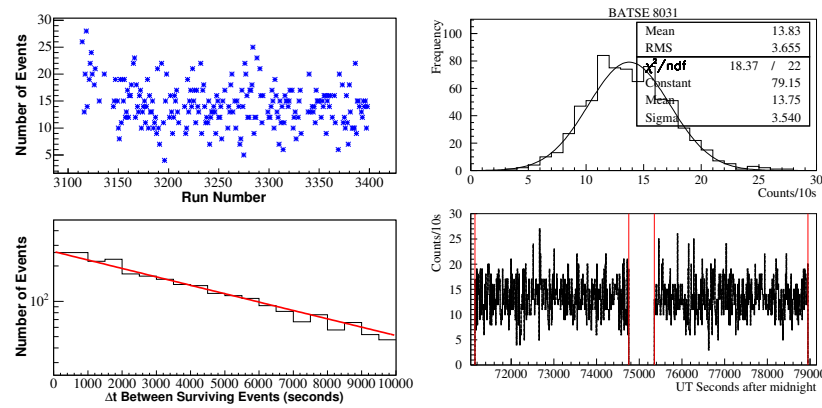 30
25
20
15
10
5
Number of Events
3100 3150 3200 3250 3300 3350 3400
Run Number
BATSE 8031
Frequency
100
80
60
40
20
0
Mean 13.83
RMS 3.655
χ²/ndf 18.37 / 22
Constant 79.15
Mean 13.75
Sigma 3.540
0 5 10 15 20 25 30
Counts/10s
Number of Events
10²
0 1000 2000 3000 4000 5000 6000 7000 8000 9000 10000
Δt Between Surviving Events (seconds)
Counts/10s
30
25
20
15
10
5
0
72000 73000 74000 75000 76000 77000 78000 79000
UT Seconds after midnight